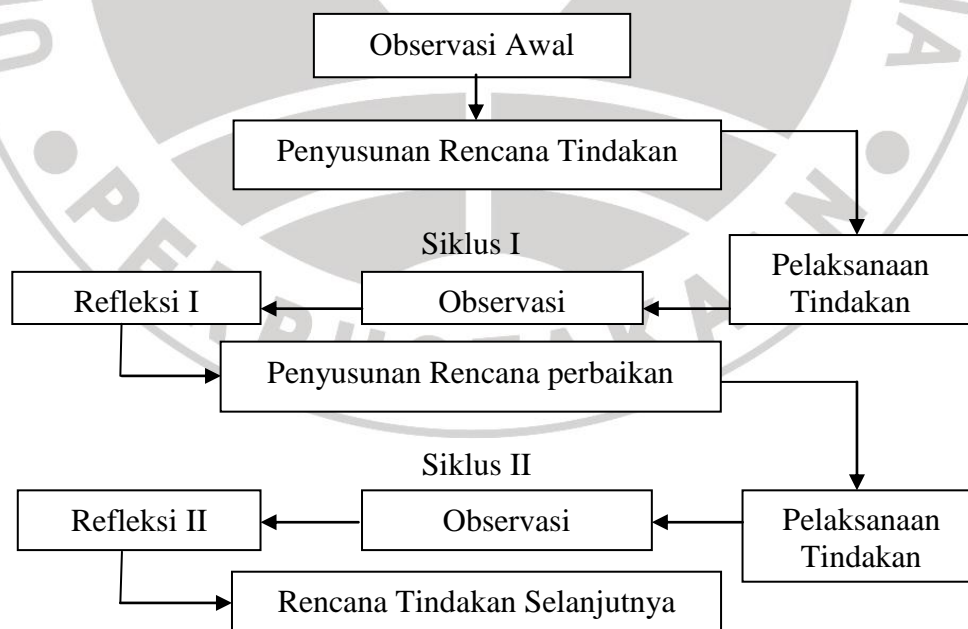 Observasi Awal
Penyusunan Rencana Tindakan
Siklus I
Pelaksanaan
Tindakan
Observasi
Refleksi I
Penyusunan Rencana perbaikan
Siklus II
Pelaksanaan
Tindakan
Observasi
Refleksi II
Rencana Tindakan Selanjutnya